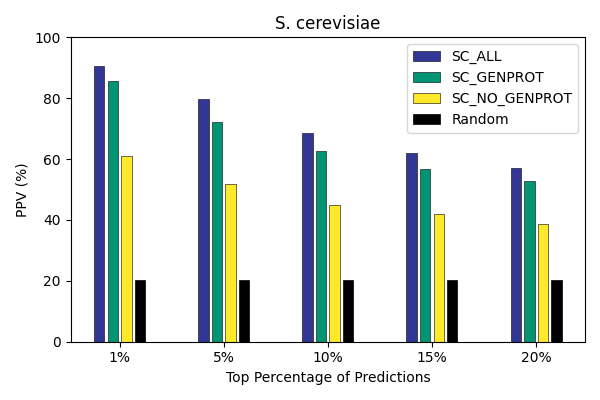 S. cerevisiae
100
80
60
40
20
0
PPV (%)
SC_ALL
SC_GENPROT
SC_NO_GENPROT
Random
1%
5%
10%
15%
20%
Top Percentage of Predictions